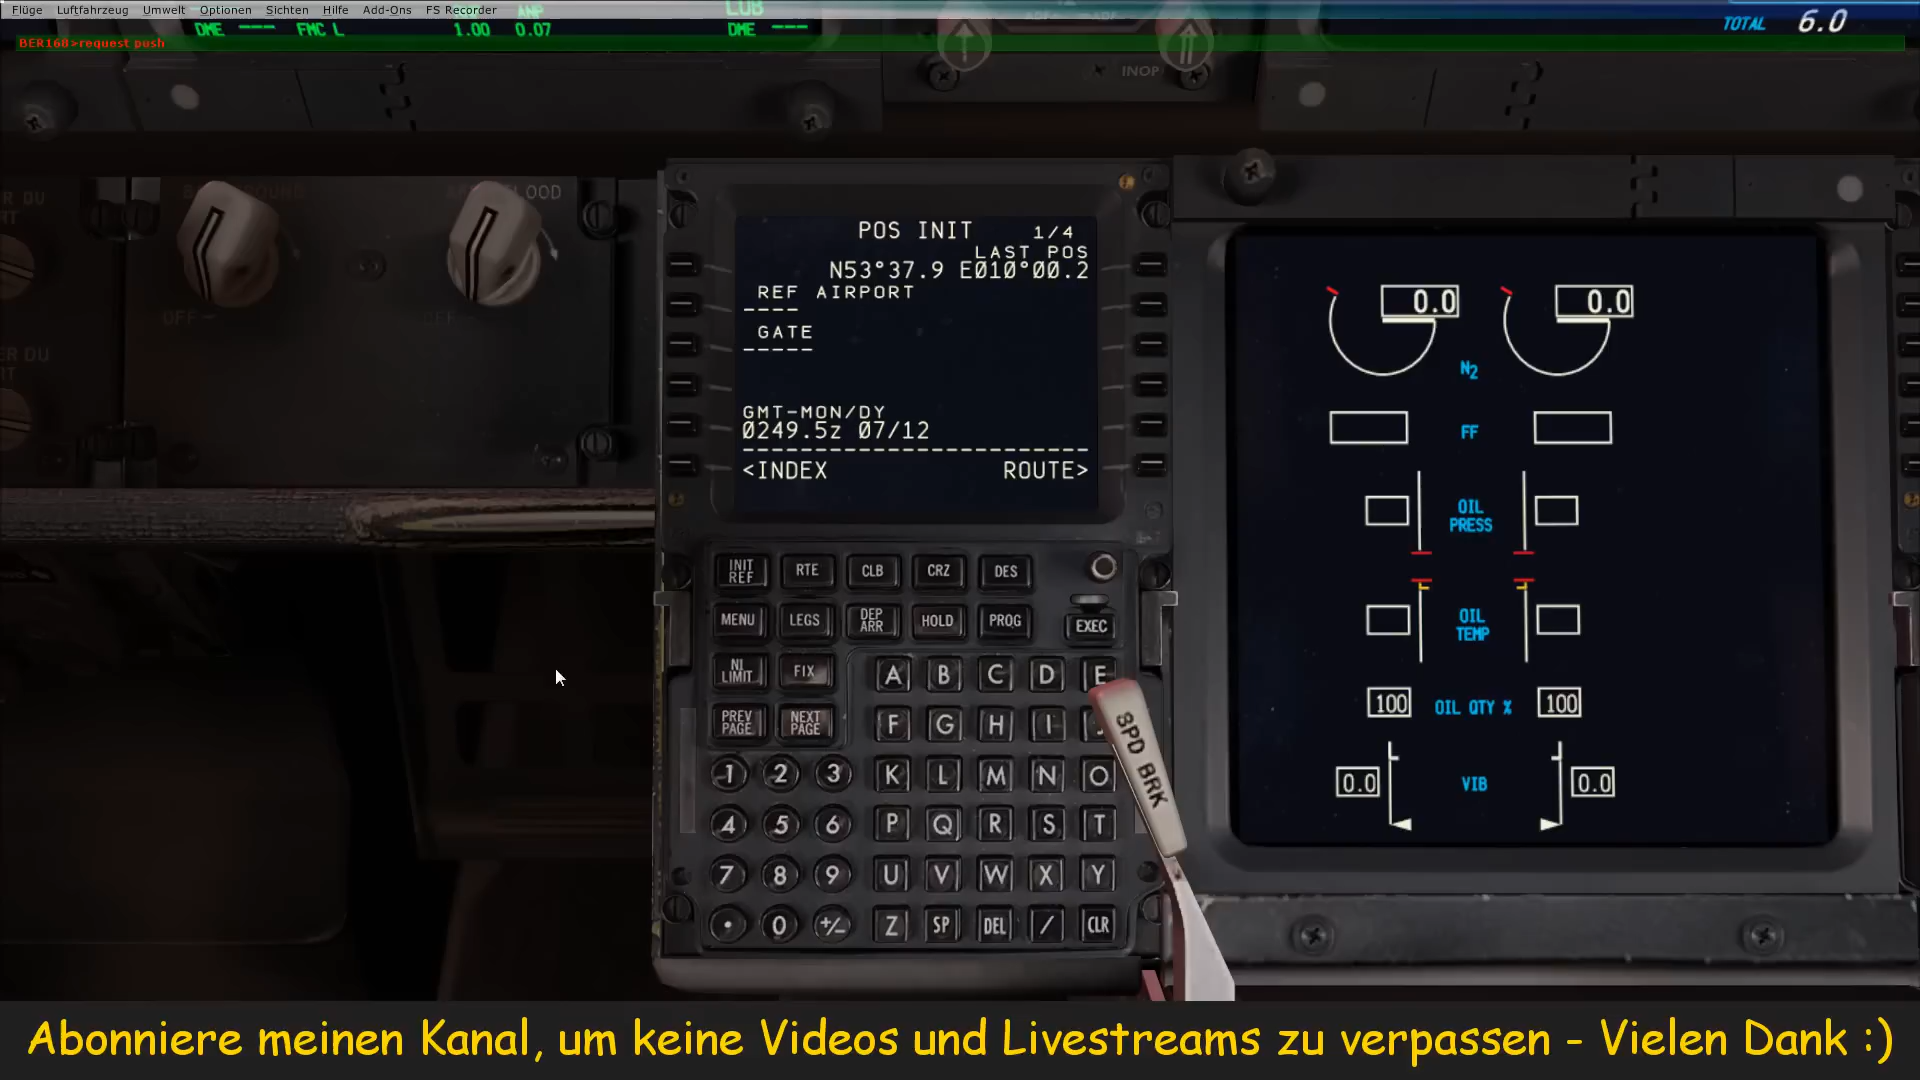 Flüge Luftfahrzeug Umwelt Optionen Sichten Hilfe Add-Ons FS Recorder
DME --- FMC L 1.00 0.07 DME ---
TOTAL 6.0
BER168>request push
INOP
OFF
POS INIT 1/4
LAST POS
N53°37.9 E010°00.2
REF AIRPORT
----
GATE
-----
GMT-MON/DY
0249.5z 07/12
<INDEX ROUTE>
INIT REF RTE CLB CRZ DES
MENU LEGS DEP ARR HOLD PROG EXEC
N1 LIMIT FIX A B C D E
PREV PAGE NEXT PAGE F G H I
1 2 3 K L M N O
4 5 6 P Q R S T
7 8 9 U V W X Y
. 0 +/- Z SP DEL / CLR
SPD BRK
0.0 0.0
N2
FF
OIL PRESS
OIL TEMP
100 OIL QTY % 100
0.0 VIB 0.0
Abonniere meinen Kanal, um keine Videos und Livestreams zu verpassen - Vielen Dank :)